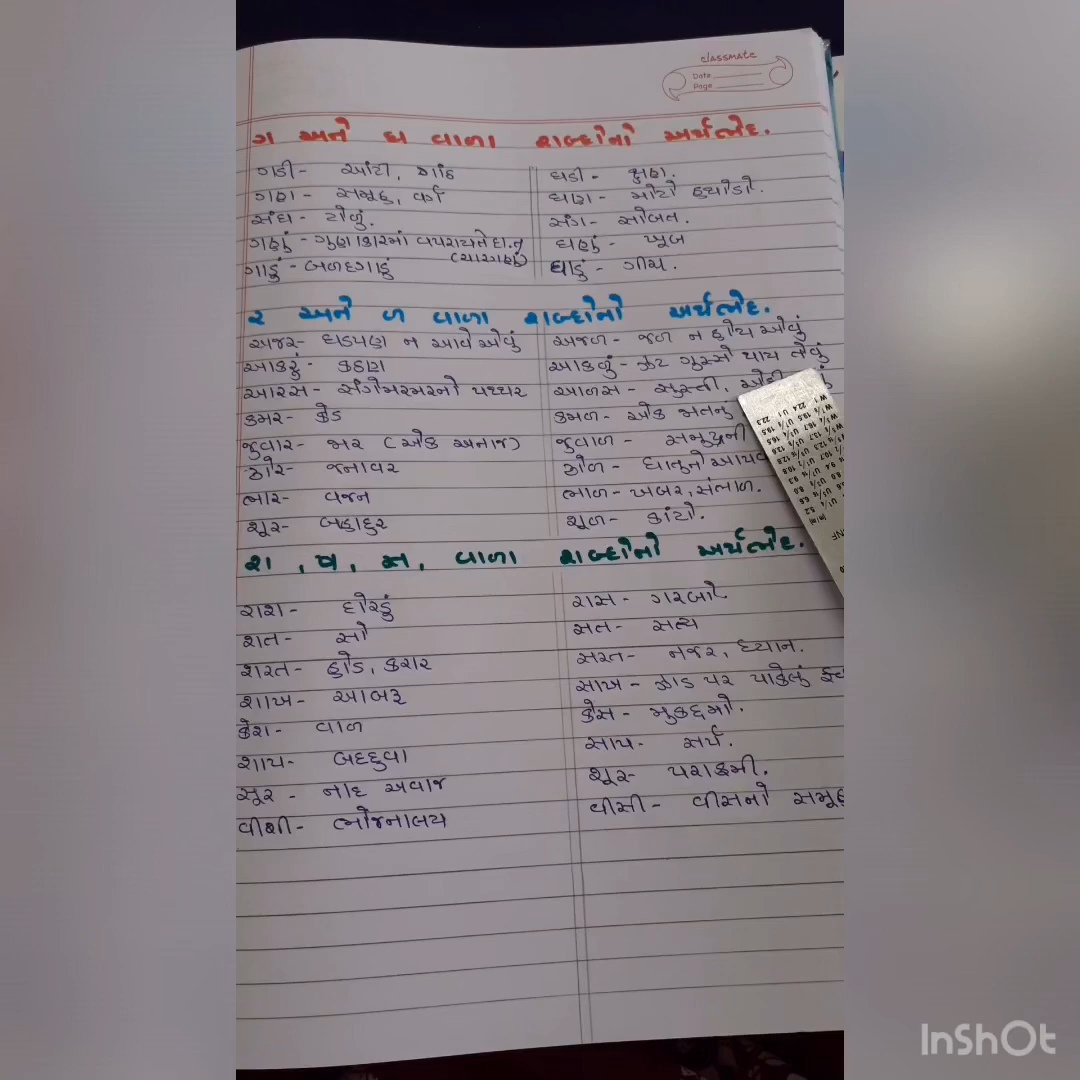 classmate
Date
Page
ગ અને ઘ વાળા શબ્દોનો અર્થભેદ.
ગડી - આંટી, ગાંઠ ઘડી - ક્ષણ.
ગણ - સમૂહ, વર્ગ ઘણ - મોટો હથોડો.
સંઘ - ટોળું. સંગ - સોબત.
ગણું - ગુણાકારમાં વપરાય તે દા.ત ઘણું - ખૂબ
ગાડું - બળદગાડું ઘાડું - ગીચ.
ર અને ળ વાળા શબ્દોનો અર્થભેદ.
અજર - ઘડપણ ન આવે એવું અજળ - જળ ન હોય એવું
આકરું - કઠણ આકળું - ઝટ ગુસ્સો થાય તેવું
આરસ - સંગેમરમરનો પથ્થર આળસ - સુસ્તી.
કમર - કેડ કમળ - એક જાતનું
જુવાર - જાર (એક અનાજ) જુવાળ - સમુદ્રની
ઢોર - જનાવર ઢોળ - ધાતુનો
ભાર - વજન ભાળ - ખબર, સંભાળ.
શૂર - બહાદુર શૂળ - કાંટો.
શ, ષ, સ, વાળા શબ્દોનો અર્થભેદ.
રાશ - દોરડું રાસ - ગરબા
શત - સો સત - સત્ય
શરત - હોડ, કરાર સરત - નજર, ધ્યાન.
શાખ - આબરૂ સાખ - ઝાડ પર પાકેલું
કેશ - વાળ કેસ - મુકદ્દમો.
શાપ - બદદુવા સાપ - સર્પ.
સૂર - નાદ અવાજ શૂર - પરાક્રમી.
વીશી - ભોજનાલય વીસી - વીસનો સમૂહ
InShOt